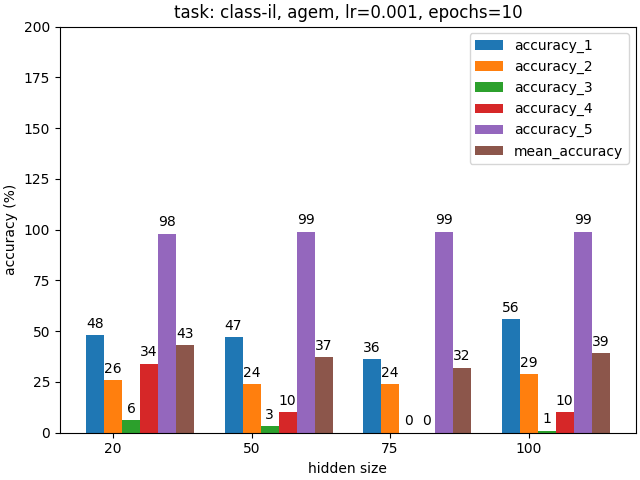 task: class-il, agem, lr=0.001, epochs=10
accuracy (%)
200
175
150
125
100
75
50
25
0
accuracy_1
accuracy_2
accuracy_3
accuracy_4
accuracy_5
mean_accuracy
48 26 6 34 98 43
47 24 3 10 99 37
36 24 0 0 99 32
56 29 1 10 99 39
20 50 75 100
hidden size